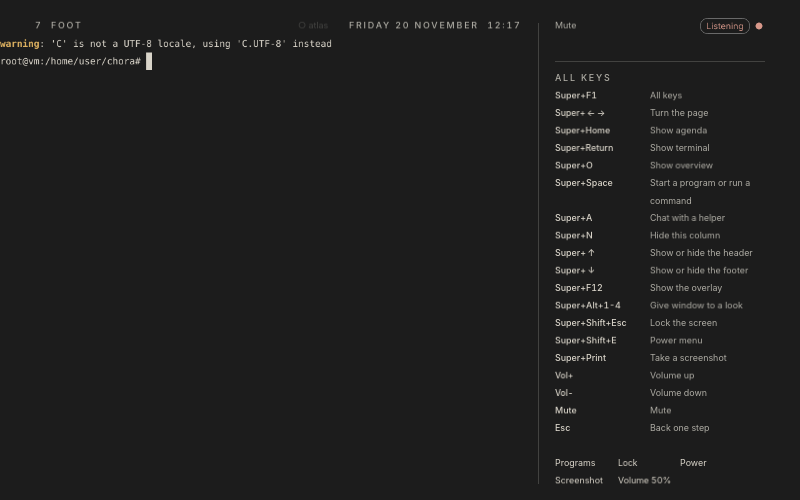 7 FOOT
atlas
FRIDAY 20 NOVEMBER 12:17
Mute
Listening
warning: 'C' is not a UTF-8 locale, using 'C.UTF-8' instead
root@vm:/home/user/chora#
ALL KEYS
Super+F1 All keys
Super+ ← → Turn the page
Super+Home Show agenda
Super+Return Show terminal
Super+O Show overview
Super+Space Start a program or run a
command
Super+A Chat with a helper
Super+N Hide this column
Super+ ↑ Show or hide the header
Super+ ↓ Show or hide the footer
Super+F12 Show the overlay
Super+Alt+1-4 Give window to a look
Super+Shift+Esc Lock the screen
Super+Shift+E Power menu
Super+Print Take a screenshot
Vol+ Volume up
Vol- Volume down
Mute Mute
Esc Back one step
Programs Lock Power
Screenshot Volume 50%